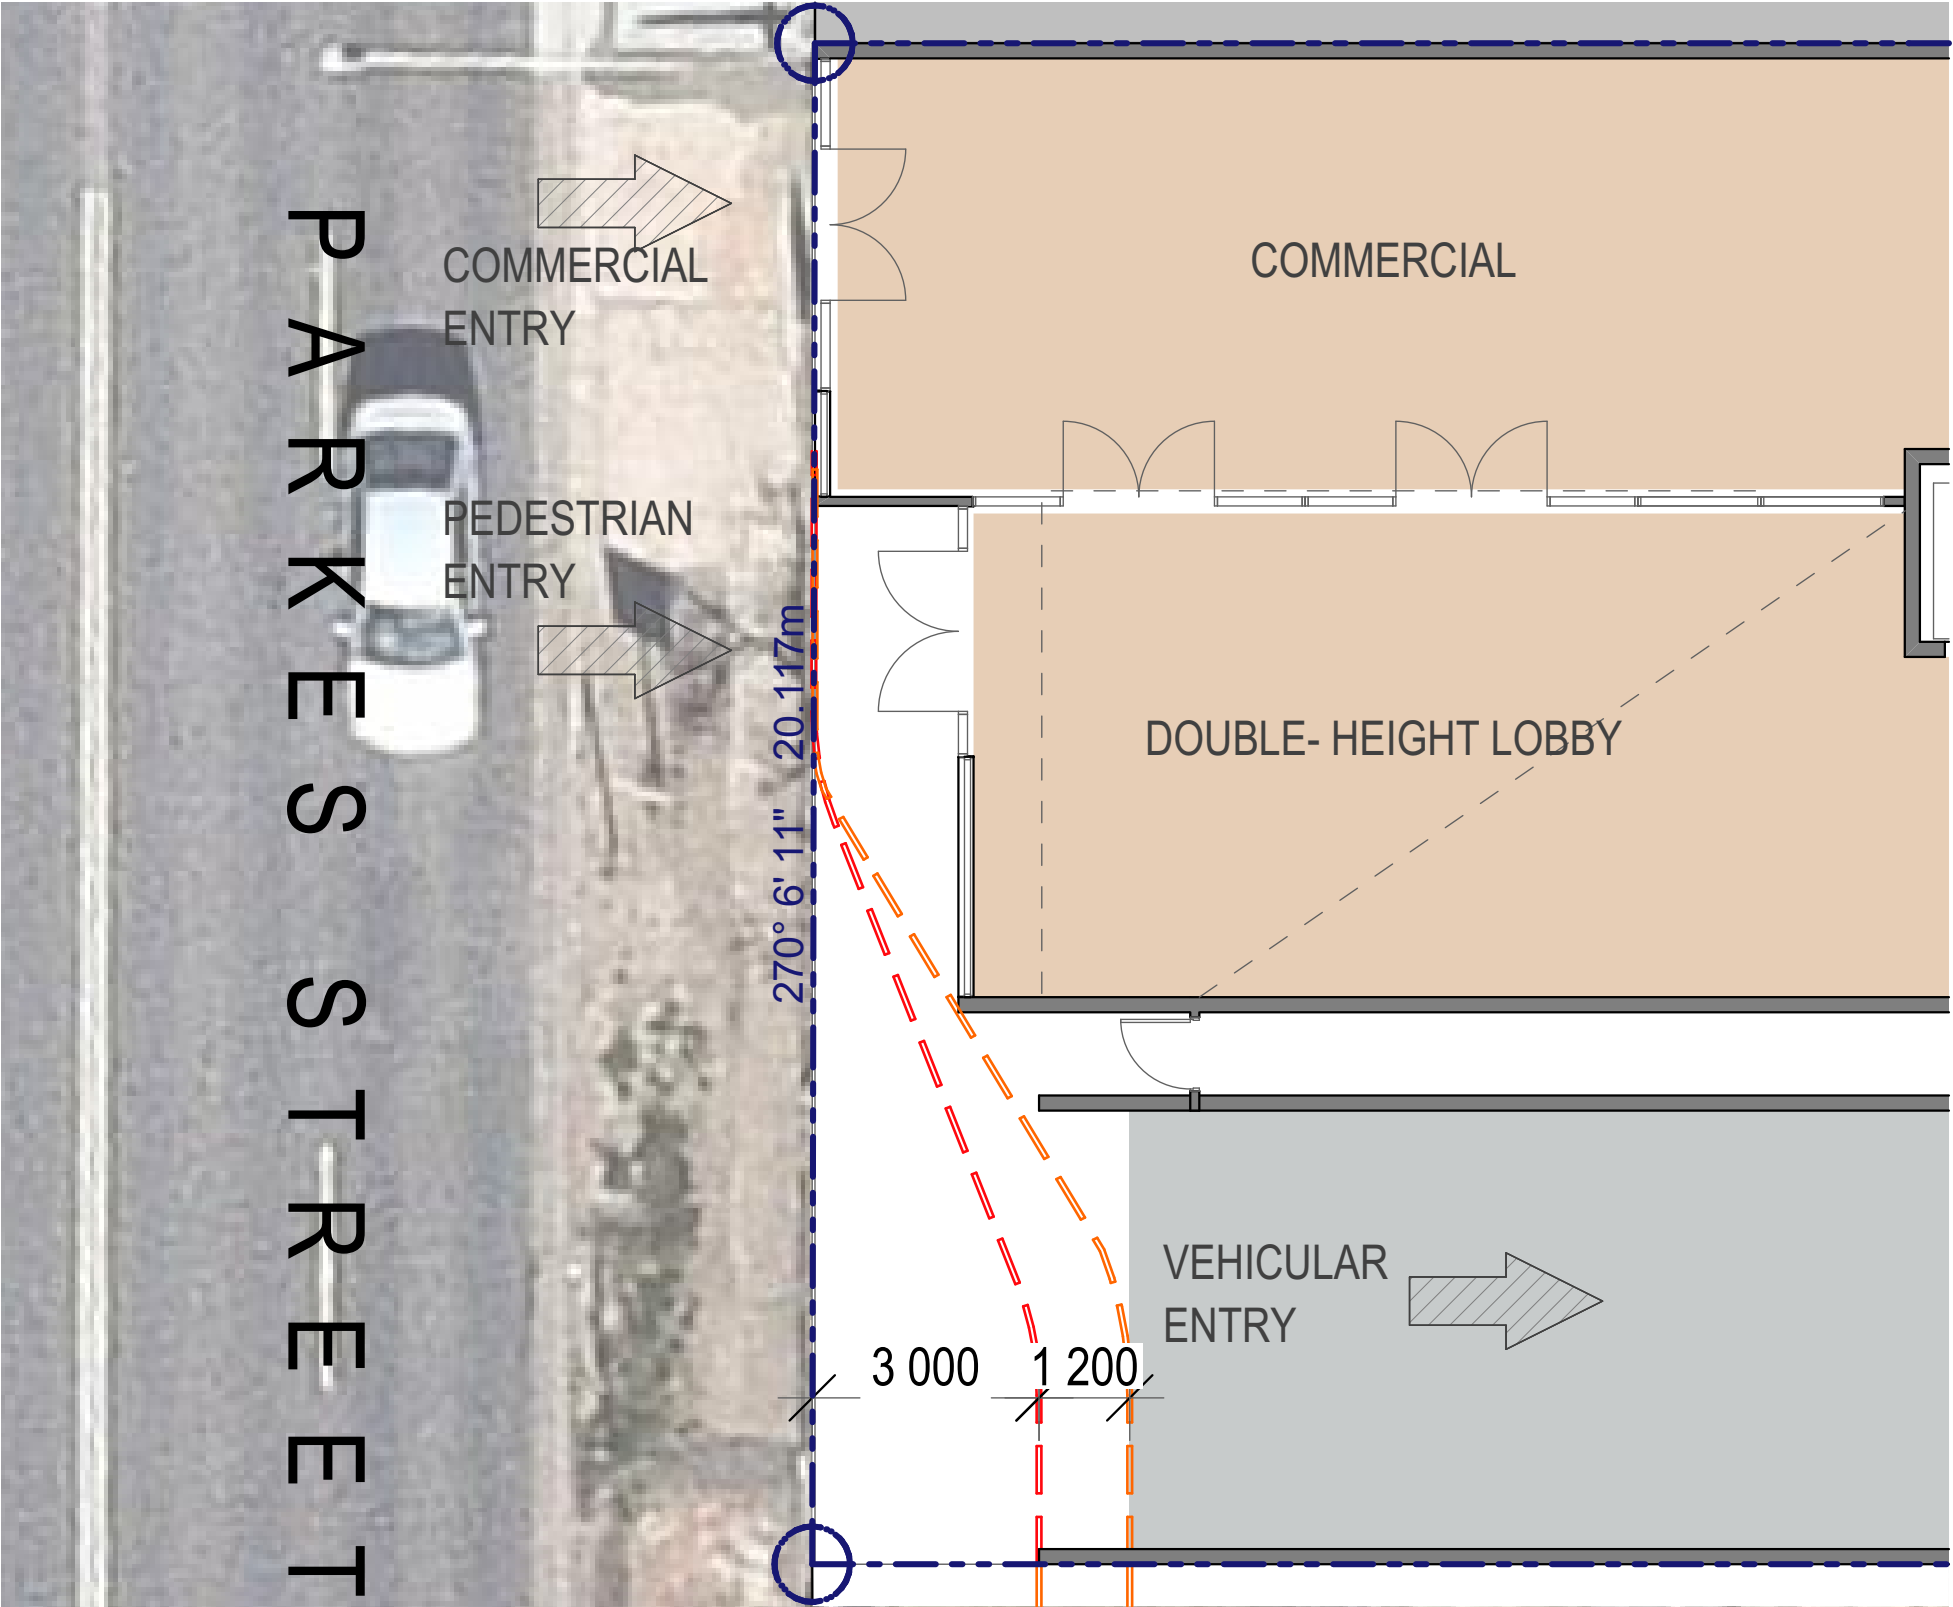 PARKES STREET
COMMERCIAL
ENTRY
COMMERCIAL
PEDESTRIAN
ENTRY
270° 6' 11" 20.117m
DOUBLE- HEIGHT LOBBY
VEHICULAR
ENTRY
3 000
1 200